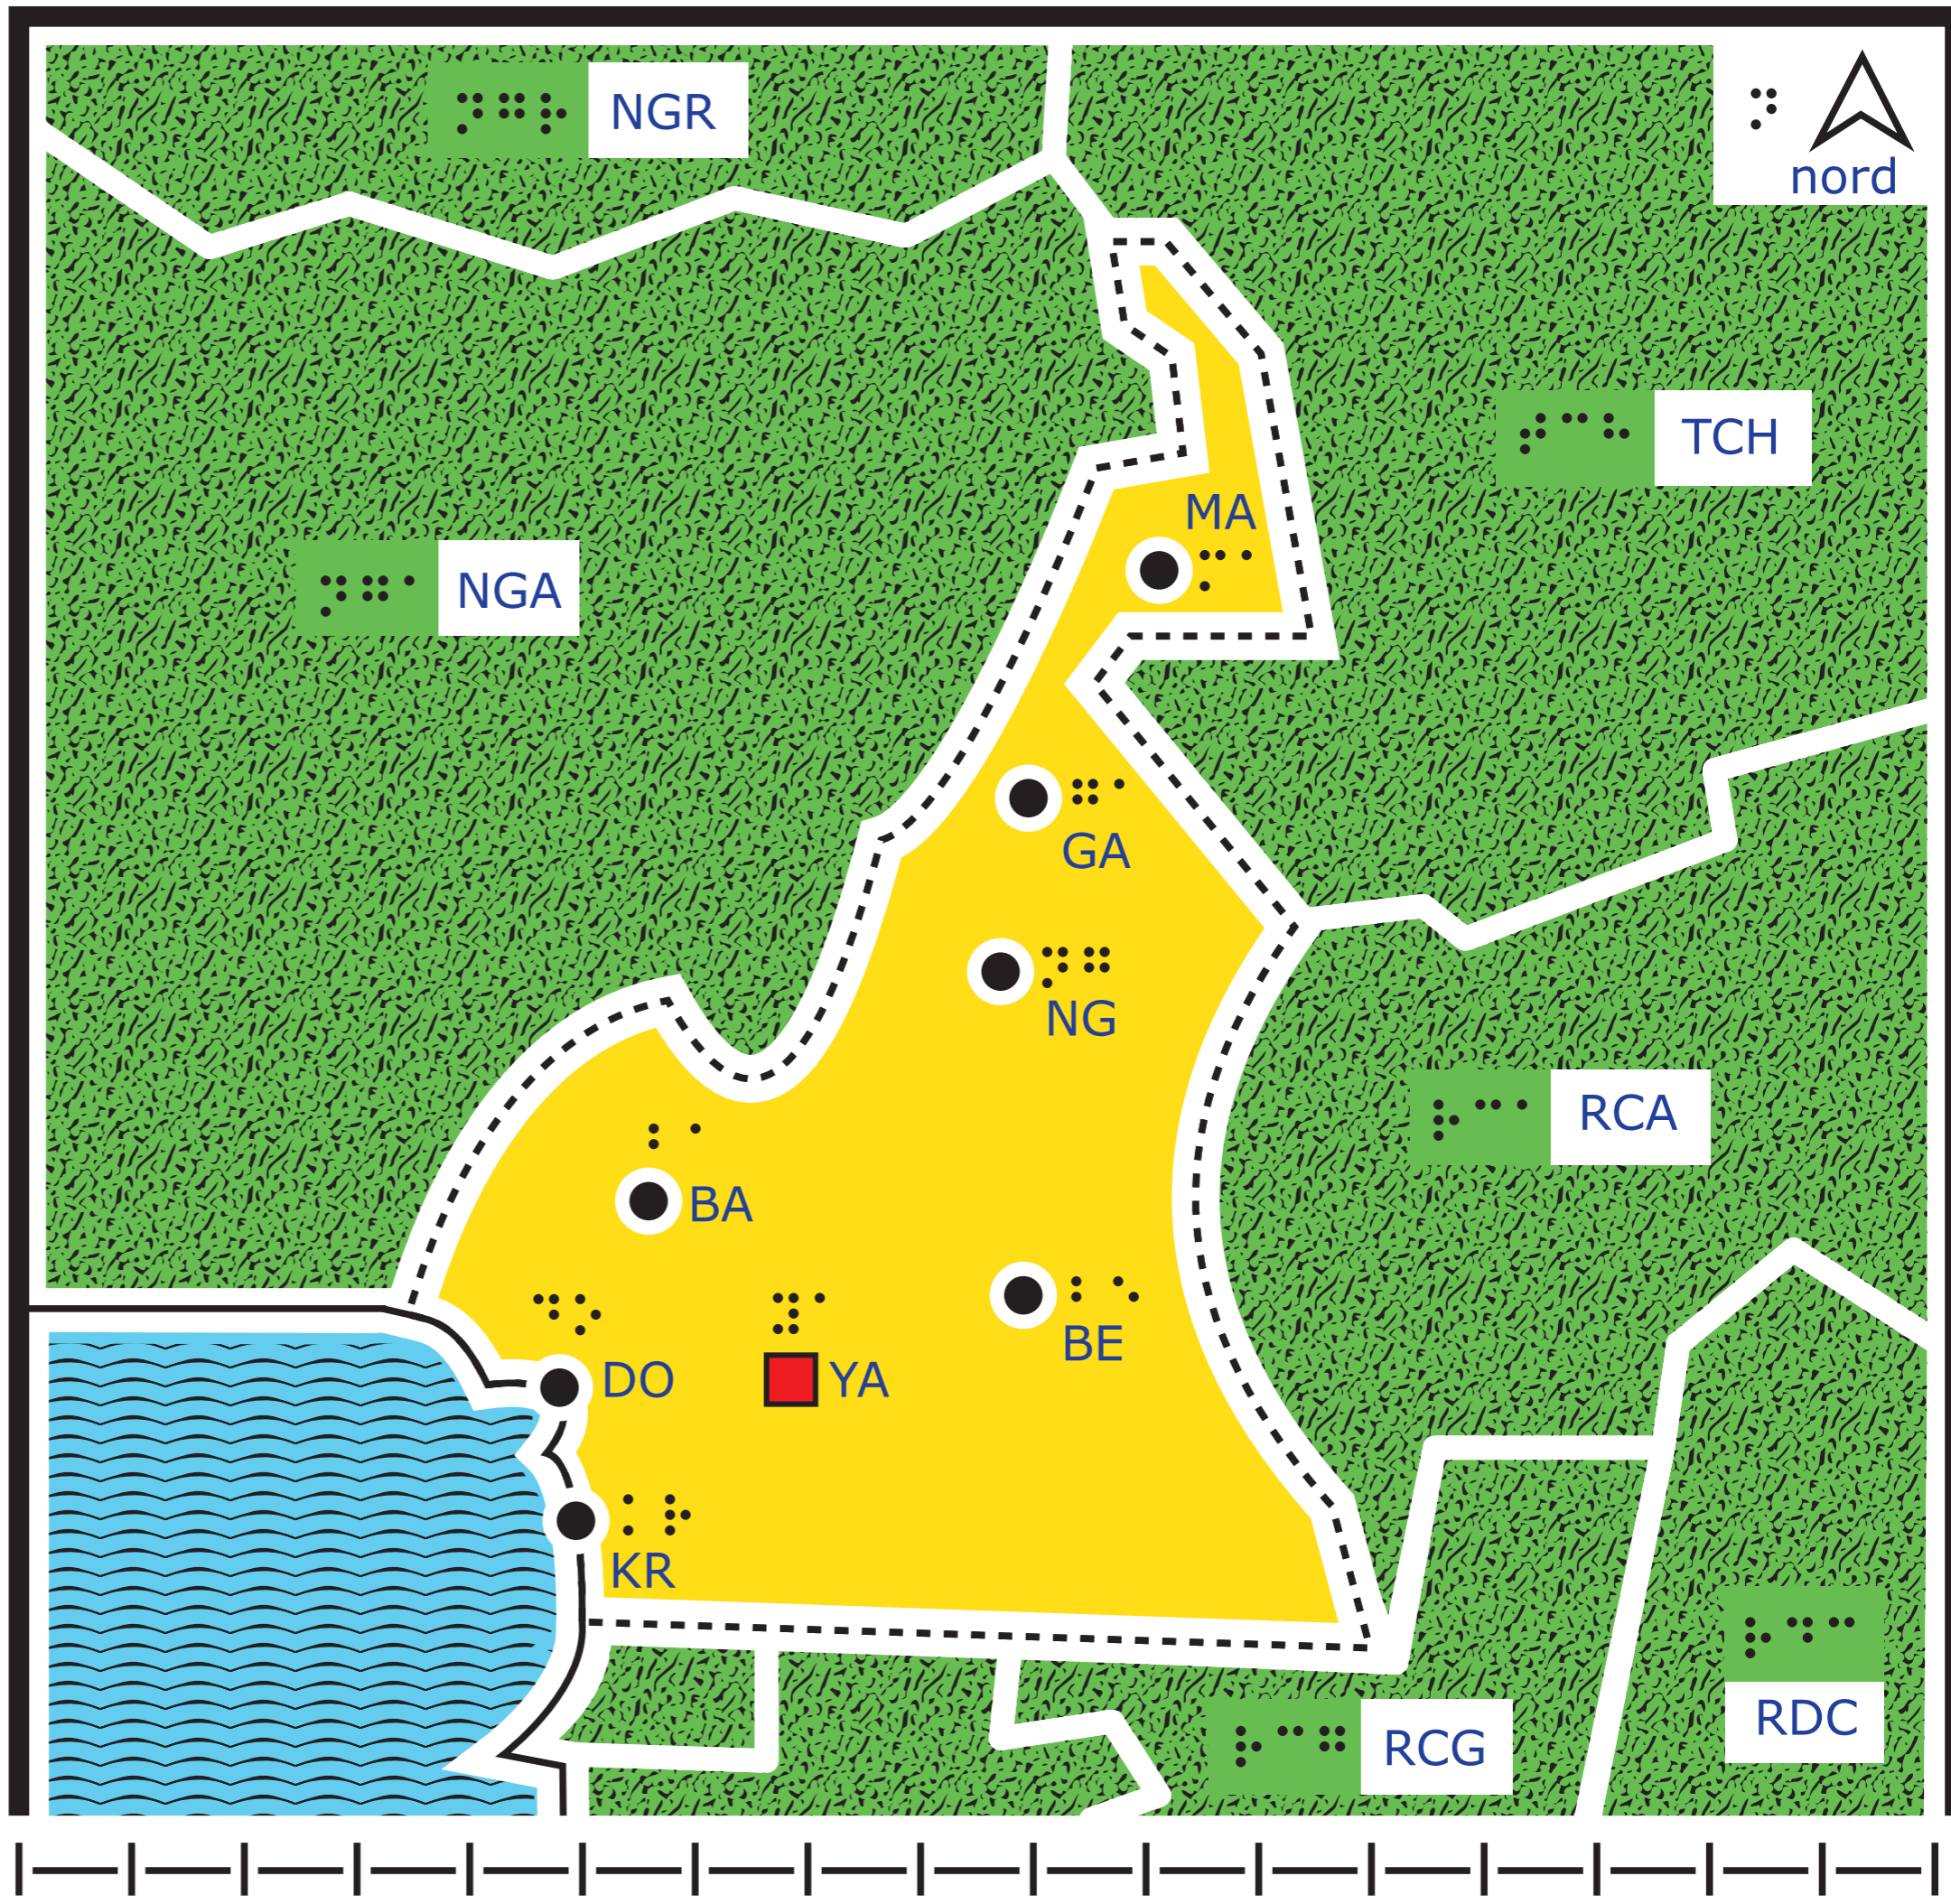 ⠝⠛⠗ NGR
⠝
nord
⠞⠉⠓ TCH
MA
⠍⠁
⠝⠛⠁ NGA
⠛⠁
GA
⠝⠛
NG
⠗⠉⠁ RCA
⠃⠁
BA
⠙⠕
DO
⠽⠁
YA
⠃⠑
BE
⠅⠗
KR
⠗⠙⠉
RDC
⠗⠉⠛ RCG